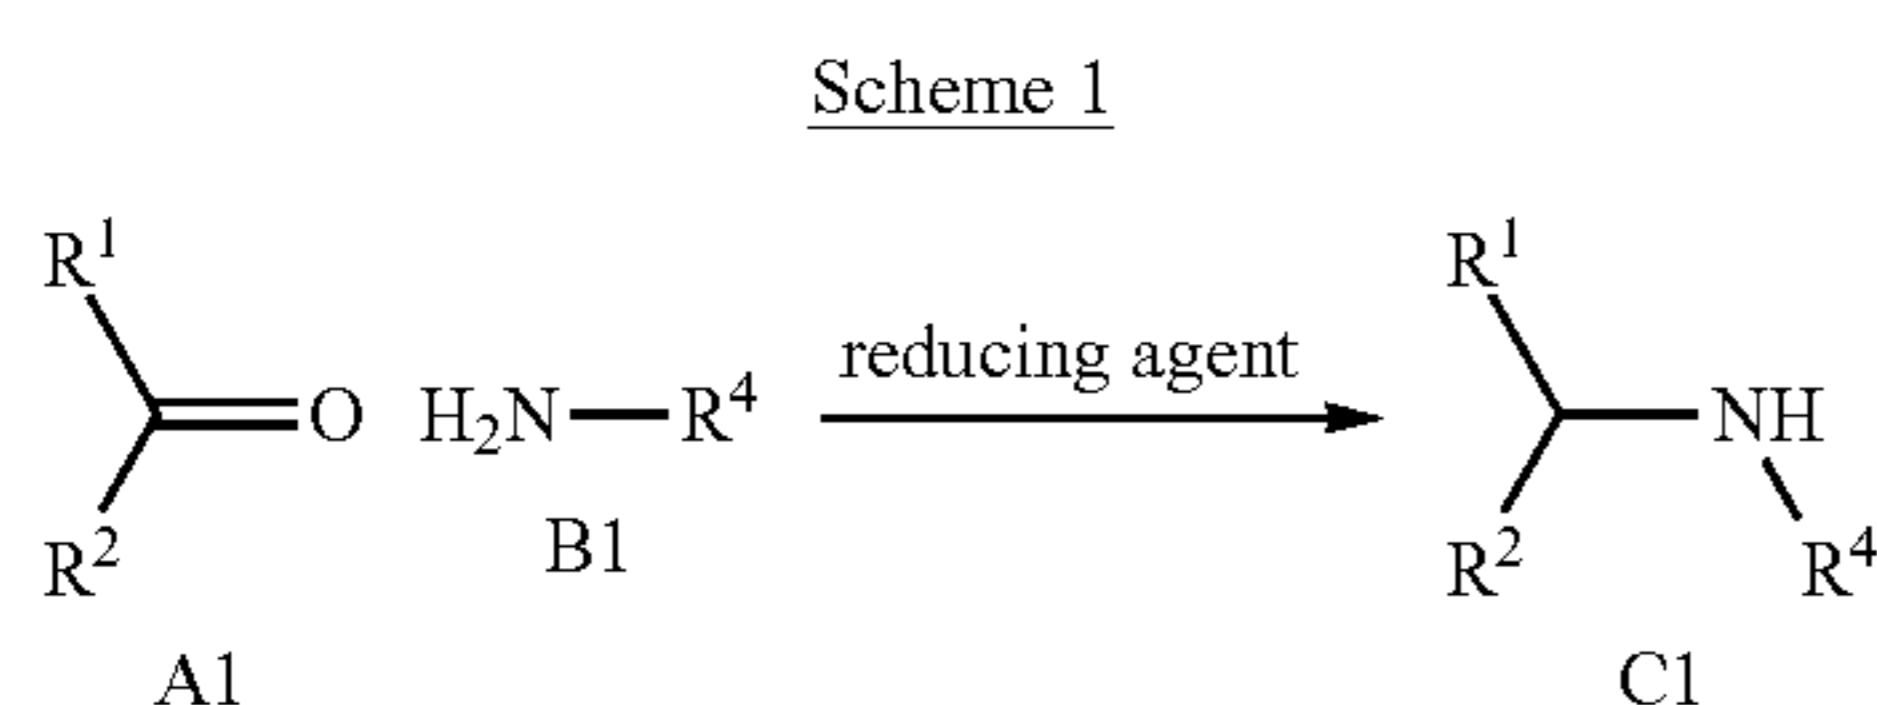 Scheme 1
R¹
R²
O
A1
H₂N
R⁴
B1
reducing agent
R¹
R²
NH
R⁴
C1